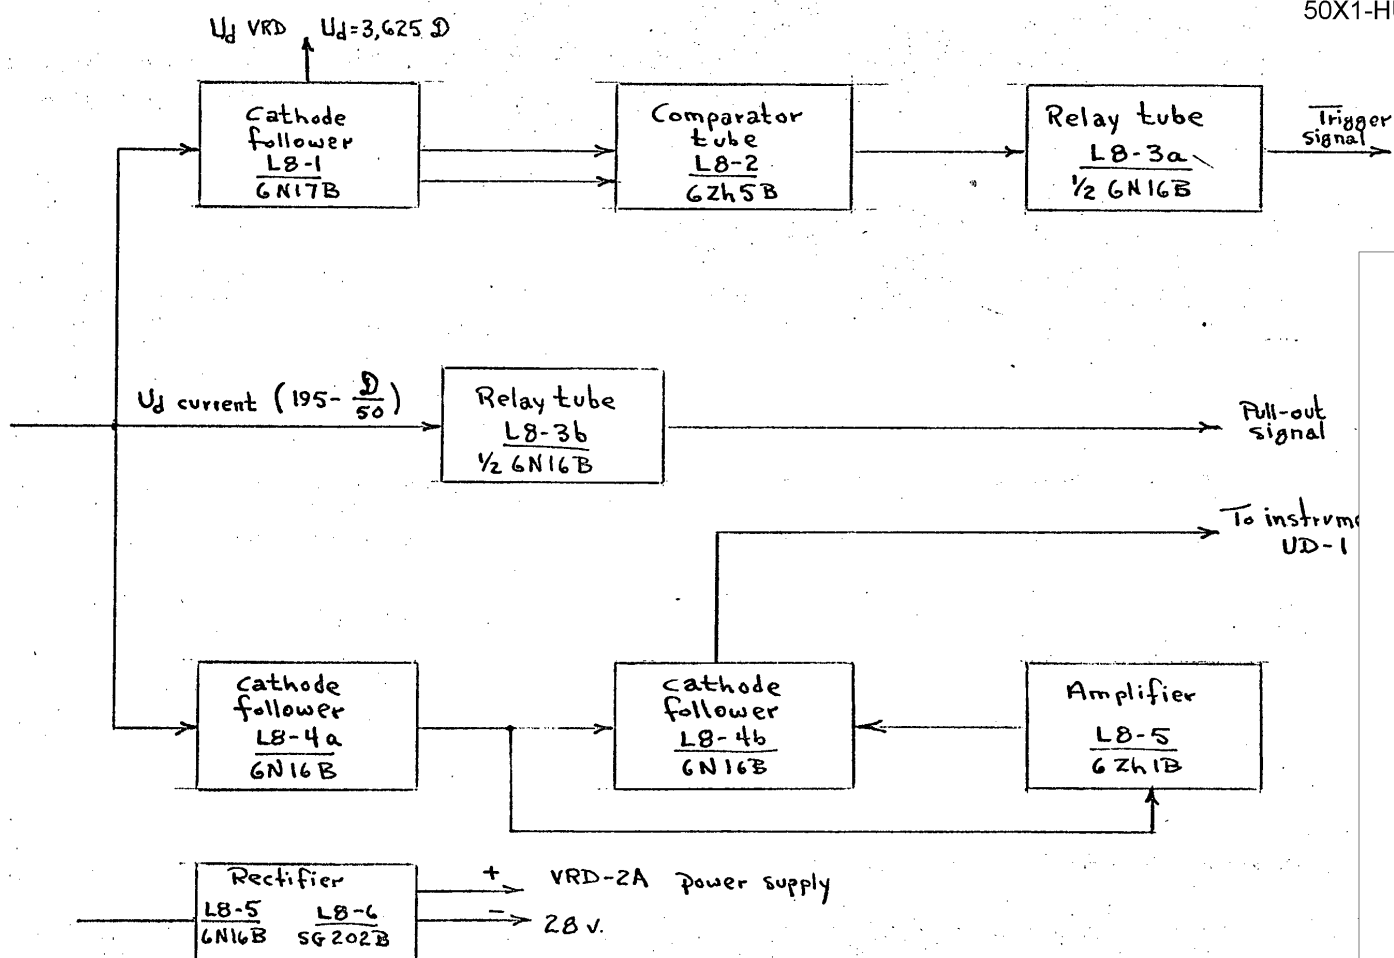 50X1-HU
Ud VRD Ud=3,625 D
Cathode
follower
L8-1
6N17B
Comparator
tube
L8-2
6Zh5B
Relay tube
L8-3a
1/2 6N16B
Trigger
signal
Ud current (195- D/50)
Relay tube
L8-3b
1/2 6N16B
Pull-out
signal
To instrume
UD-1
Cathode
follower
L8-4a
6N16B
Cathode
follower
L8-4b
6N16B
Amplifier
L8-5
6Zh1B
Rectifier
L8-5 L8-6
6N16B SG202B
+ VRD-2A power supply
- 28 v.